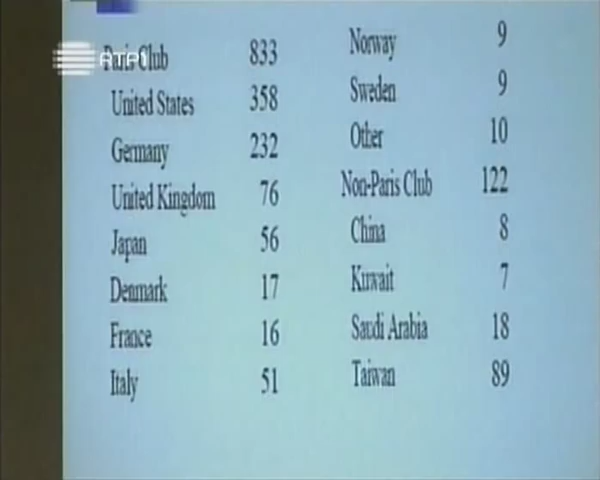 RTP1
Paris Club 833
United States 358
Germany 232
United Kingdom 76
Japan 56
Denmark 17
France 16
Italy 51
Norway 9
Sweden 9
Other 10
Non-Paris Club 122
China 8
Kuwait 7
Saudi Arabia 18
Taiwan 89